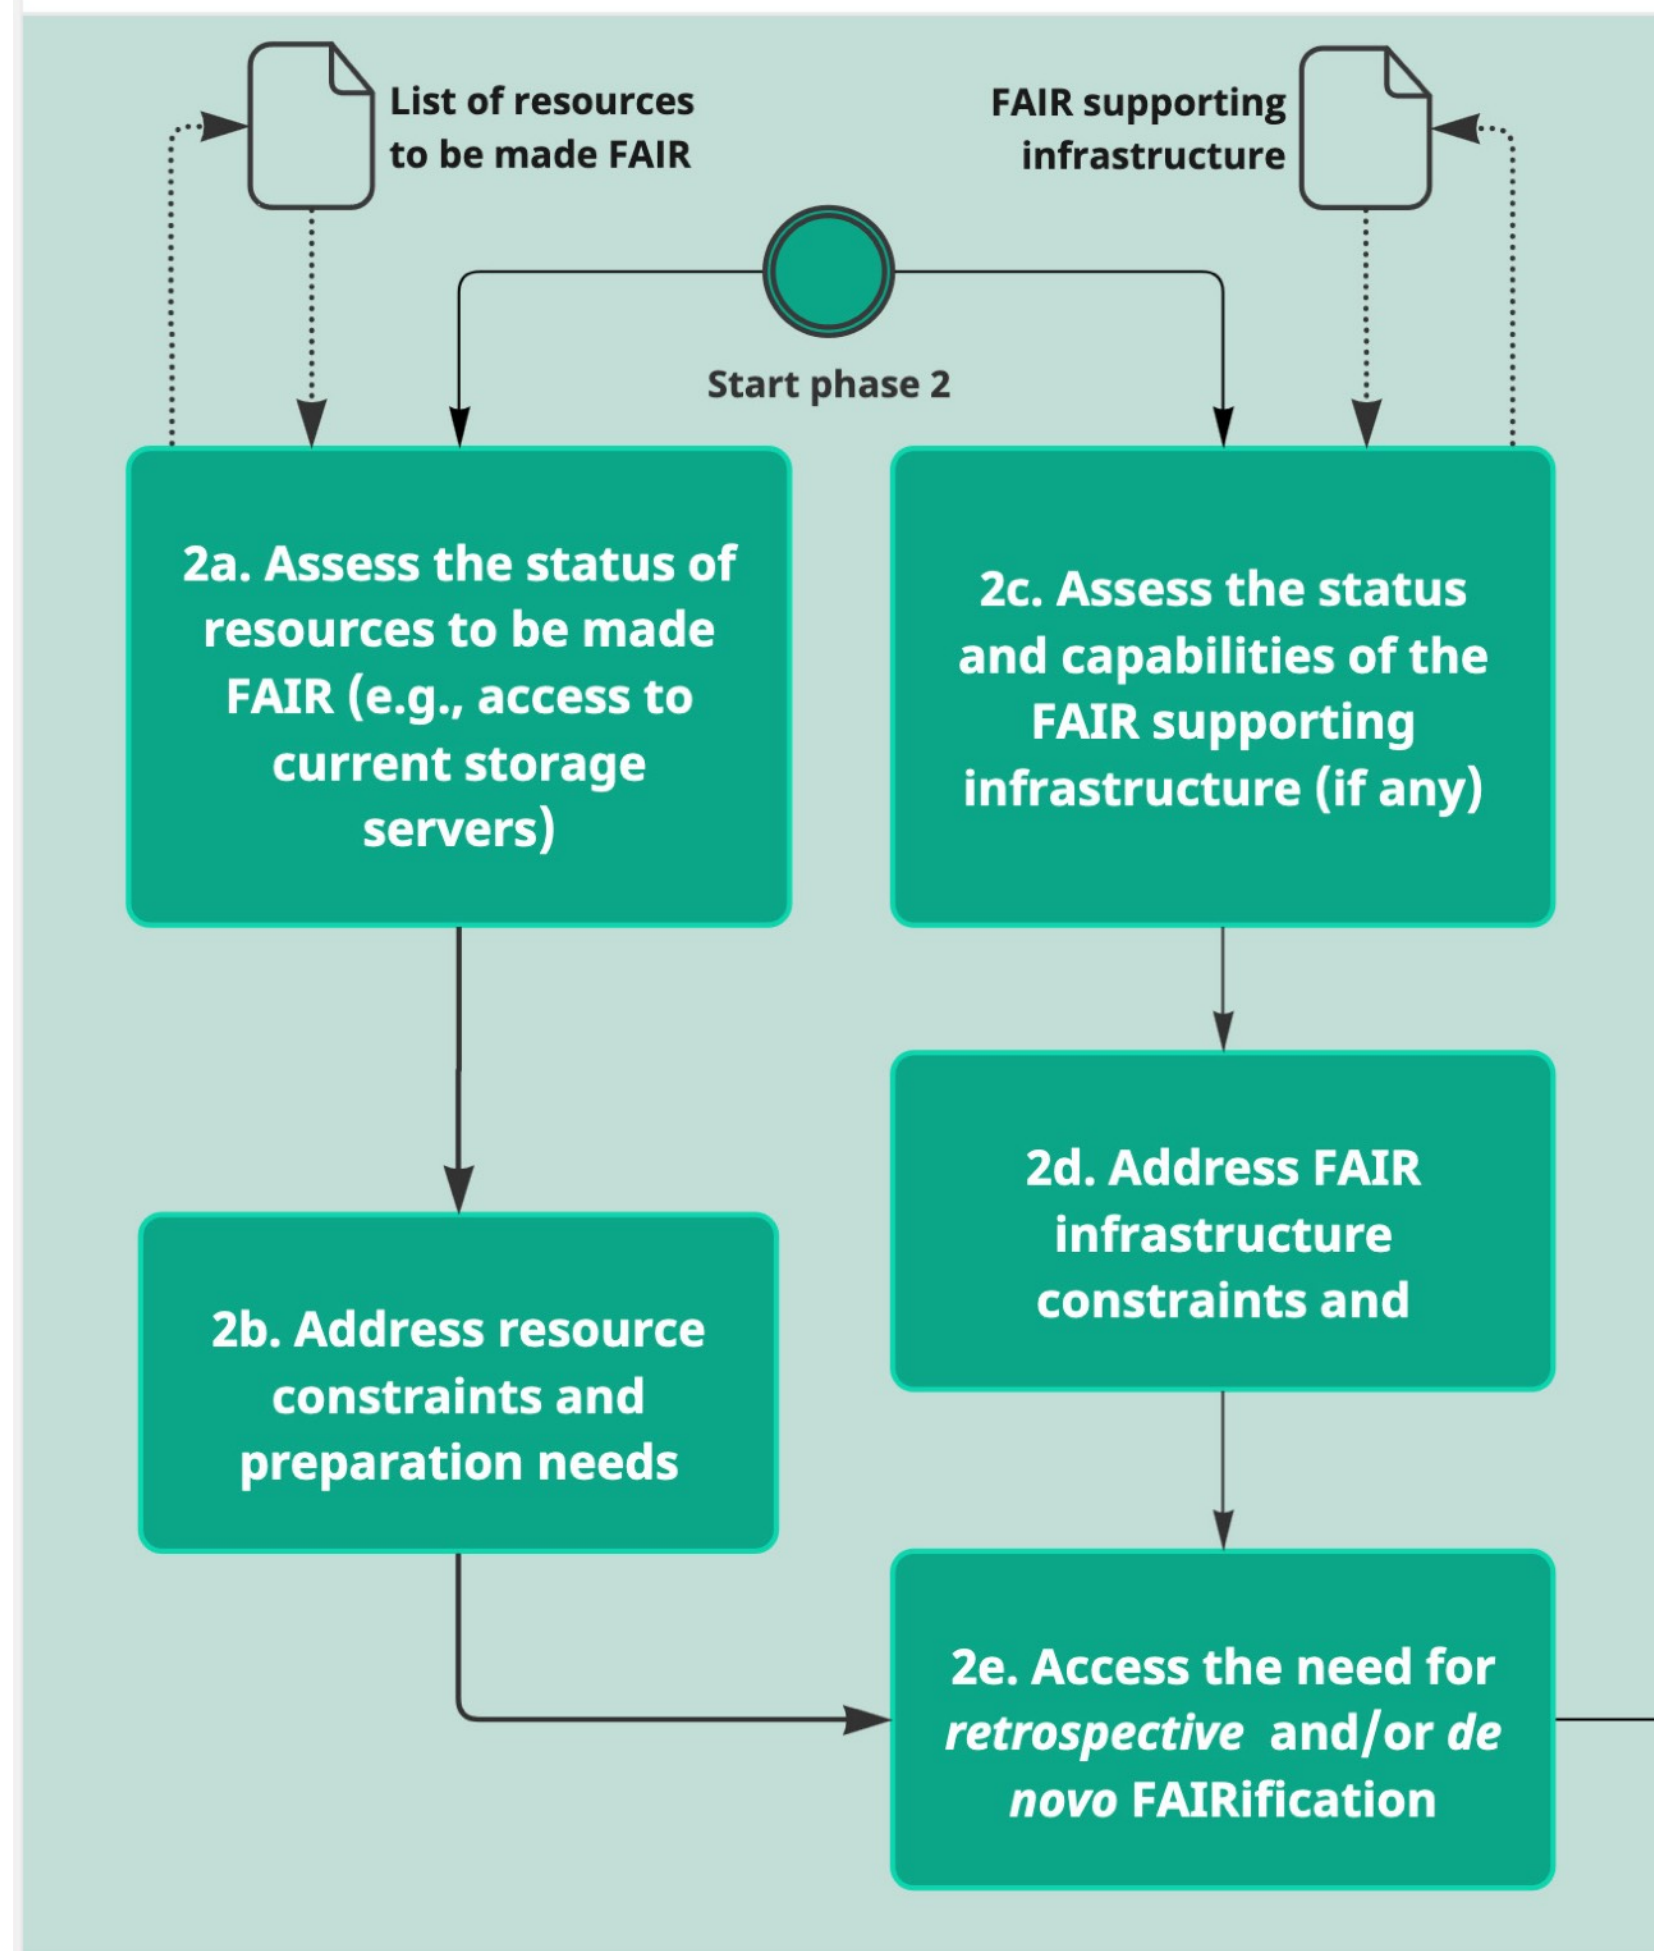 List of resources
to be made FAIR
FAIR supporting
infrastructure
Start phase 2
2a. Assess the status of
resources to be made
FAIR (e.g., access to
current storage
servers)
2c. Assess the status
and capabilities of the
FAIR supporting
infrastructure (if any)
2b. Address resource
constraints and
preparation needs
2d. Address FAIR
infrastructure
constraints and
2e. Access the need for
retrospective and/or de
novo FAIRification